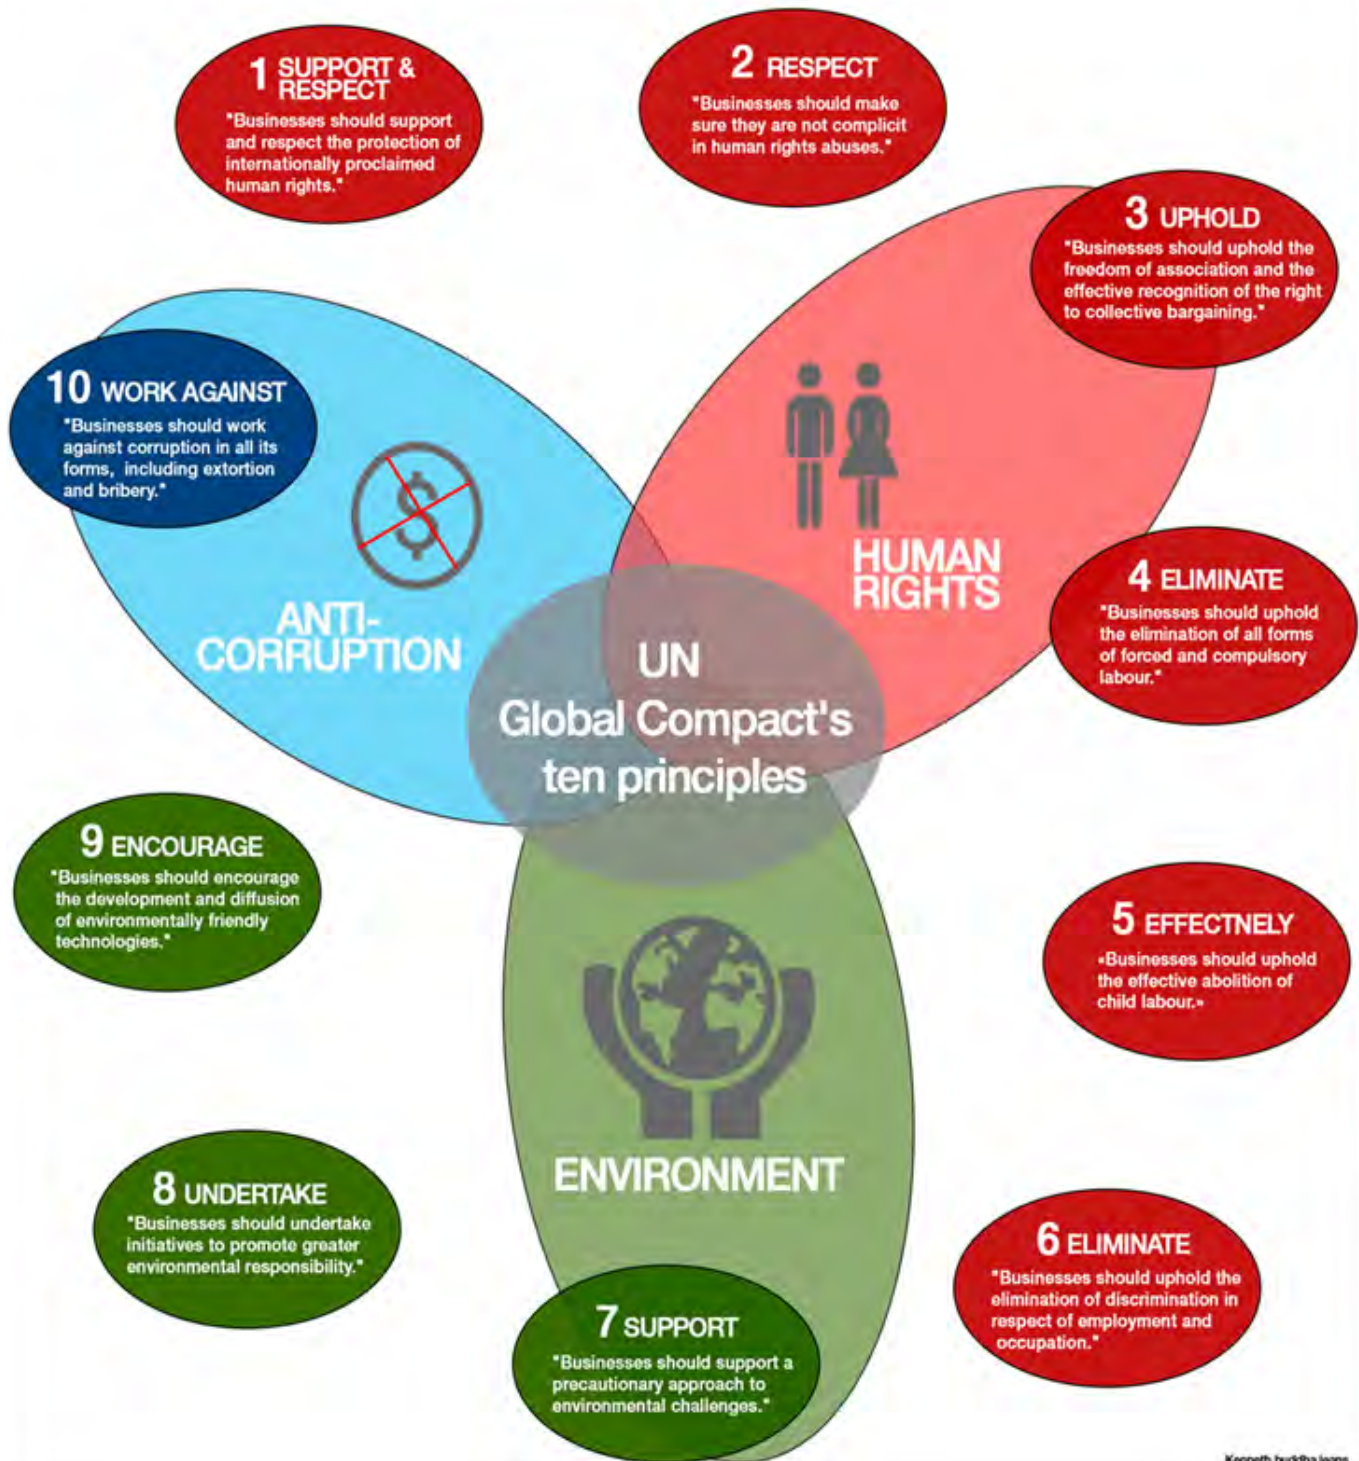 1 SUPPORT &
RESPECT
"Businesses should support
and respect the protection of
internationally proclaimed
human rights."
2 RESPECT
"Businesses should make
sure they are not complicit
in human rights abuses."
3 UPHOLD
"Businesses should uphold the
freedom of association and the
effective recognition of the right
to collective bargaining."
10 WORK AGAINST
"Businesses should work
against corruption in all its
forms, including extortion
and bribery."
$
ANTI-
CORRUPTION
HUMAN
RIGHTS
4 ELIMINATE
"Businesses should uphold
the elimination of all forms
of forced and compulsory
labour."
UN
Global Compact's
ten principles
9 ENCOURAGE
"Businesses should encourage
the development and diffusion
of environmentally friendly
technologies."
5 EFFECTNELY
«Businesses should uphold
the effective abolition of
child labour.»
ENVIRONMENT
8 UNDERTAKE
"Businesses should undertake
initiatives to promote greater
environmental responsibility."
6 ELIMINATE
"Businesses should uphold the
elimination of discrimination in
respect of employment and
occupation."
7 SUPPORT
"Businesses should support a
precautionary approach to
environmental challenges."
Kenneth buddha jeans